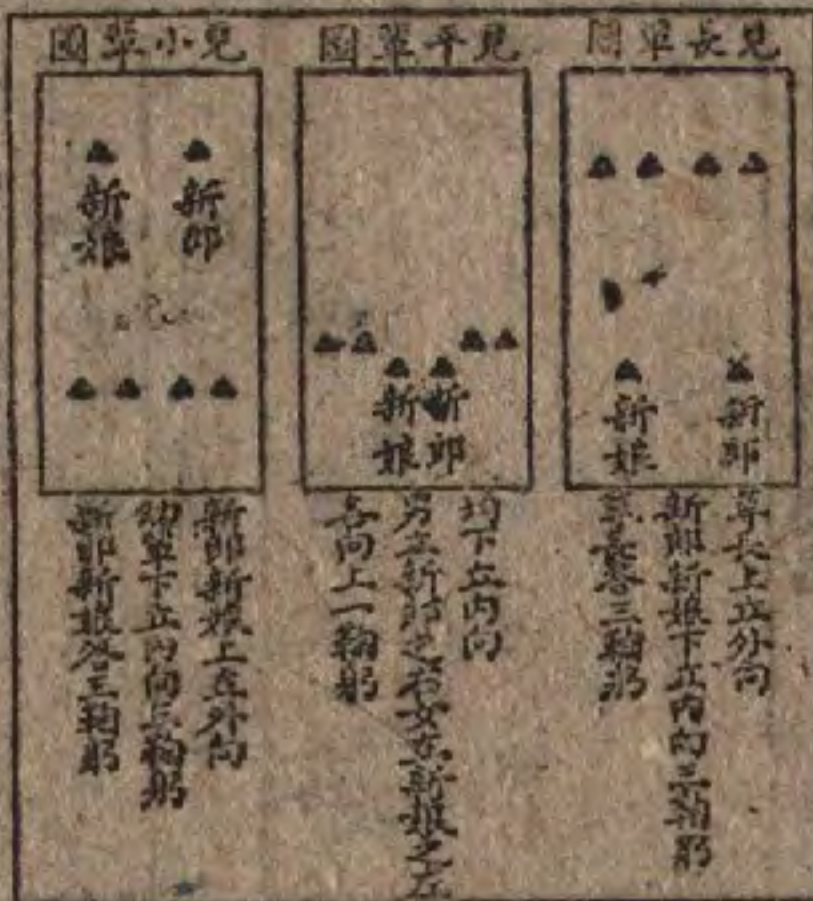 見長輩圖
新郎
新娘
尊長上立外向
新郎新娘下立內向三鞠躬
尊長答三鞠躬
見平輩圖
新郎
新娘
均下立內向
男立新郎之右女立新娘之左
各向上一鞠躬
見小輩圖
新郎
新娘
新郎新娘上立外向
幼輩下立內向三鞠躬
新郎新娘答三鞠躬